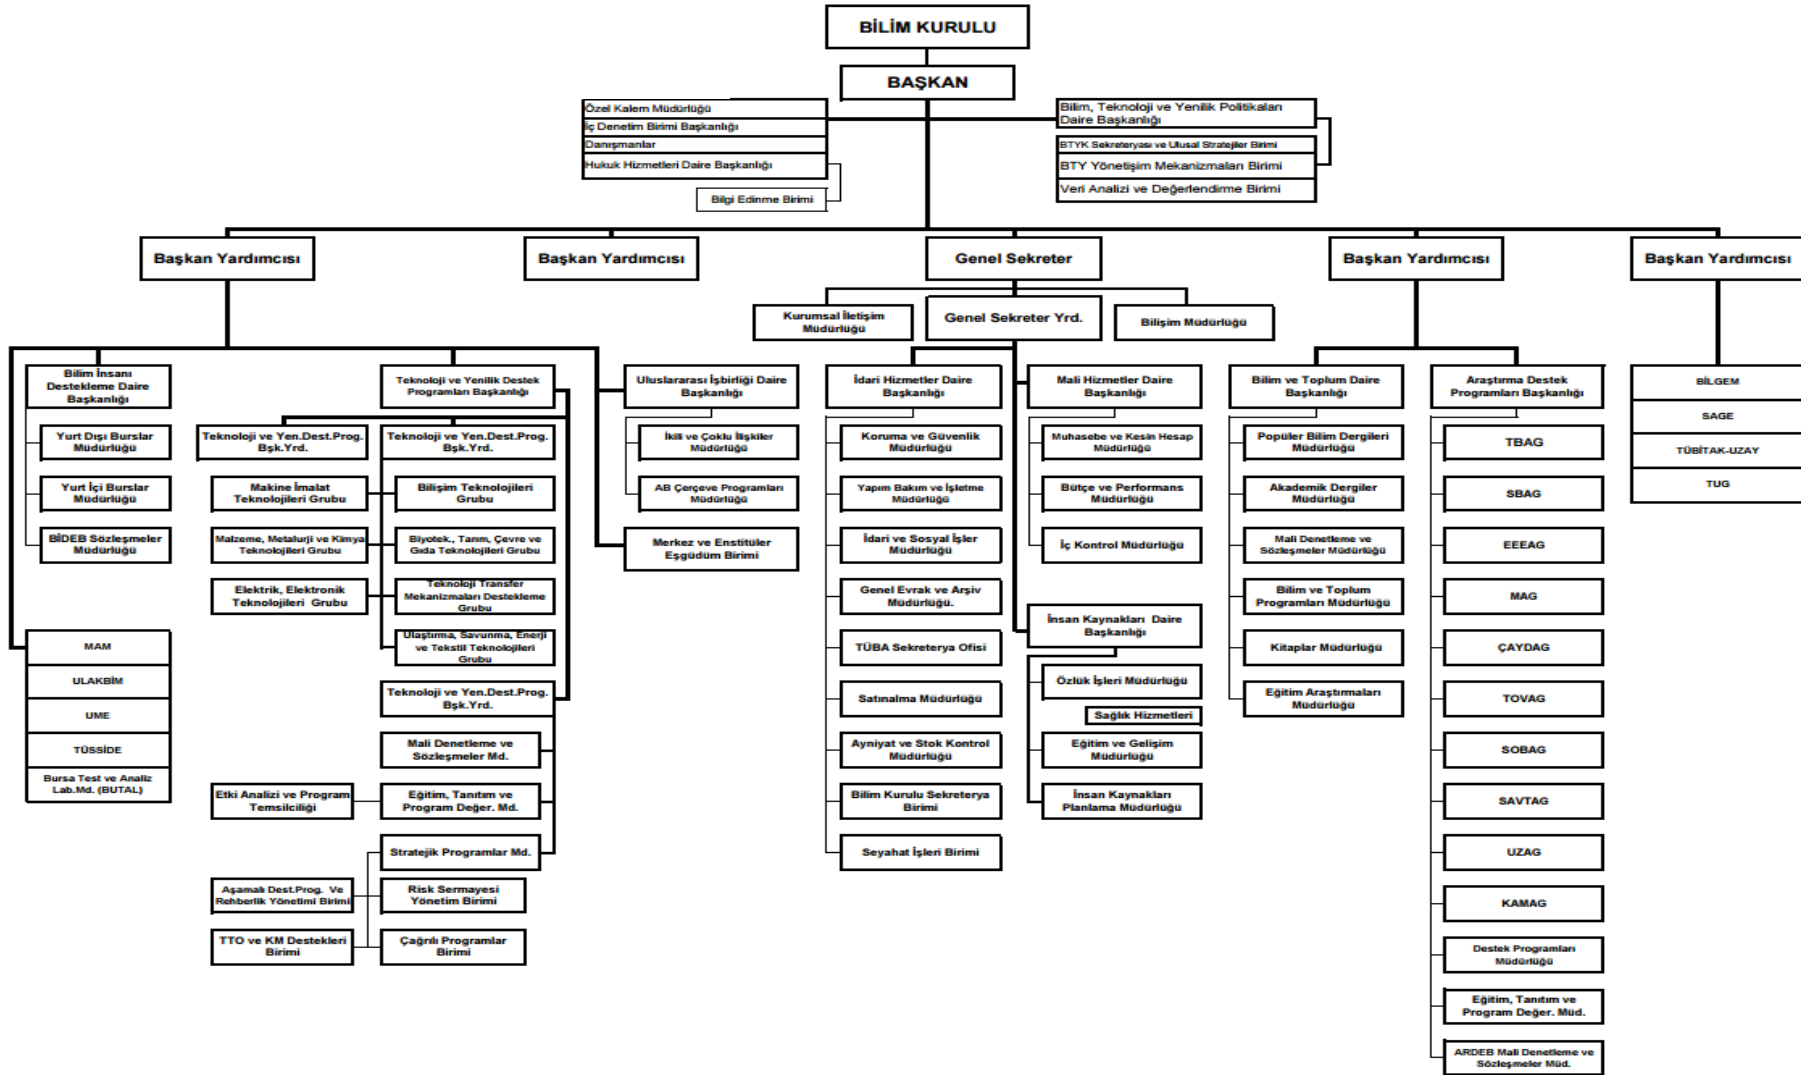 BİLİM KURULU
BAŞKAN
Özel Kalem Müdürlüğü
İç Denetim Birimi Başkanlığı
Danışmanlar
Hukuk Hizmetleri Daire Başkanlığı
Bilgi Edinme Birimi
Bilim, Teknoloji ve Yenilik Politikaları
Daire Başkanlığı
BTYK Sekreteryası ve Ulusal Stratejiler Birimi
BTY Yönetişim Mekanizmaları Birimi
Veri Analizi ve Değerlendirme Birimi
Başkan Yardımcısı
Başkan Yardımcısı
Genel Sekreter
Başkan Yardımcısı
Başkan Yardımcısı
Kurumsal İletişim
Müdürlüğü
Genel Sekreter Yrd.
Bilişim Müdürlüğü
Bilim İnsanı
Destekleme Daire
Başkanlığı
Yurt Dışı Burslar
Müdürlüğü
Yurt İçi Burslar
Müdürlüğü
BİDEB Sözleşmeler
Müdürlüğü
MAM
ULAKBİM
UME
TÜSSİDE
Bursa Test ve Analiz
Lab.Md. (BUTAL)
Teknoloji ve Yenilik Destek
Programları Başkanlığı
Teknoloji ve Yen.Dest.Prog.
Bşk.Yrd.
Makine İmalat
Teknolojileri Grubu
Malzeme, Metalurji ve Kimya
Teknolojileri Grubu
Elektrik, Elektronik
Teknolojileri Grubu
Teknoloji ve Yen.Dest.Prog.
Bşk.Yrd.
Bilişim Teknolojileri
Grubu
Biyotek., Tarım, Çevre ve
Gıda Teknolojileri Grubu
Teknoloji Transfer
Mekanizmaları Destekleme
Grubu
Ulaştırma, Savunma, Enerji
ve Tekstil Teknolojileri
Grubu
Teknoloji ve Yen.Dest.Prog.
Bşk.Yrd.
Mali Denetleme ve
Sözleşmeler Md.
Etki Analizi ve Program
Temsilciliği
Eğitim, Tanıtım ve
Program Değer. Md.
Stratejik Programlar Md.
Aşamalı Dest.Prog. Ve
Rehberlik Yönetimi Birimi
Risk Sermayesi
Yönetim Birimi
TTO ve KM Destekleri
Birimi
Çağrılı Programlar
Birimi
Uluslararası İşbirliği Daire
Başkanlığı
İkili ve Çoklu İlişkiler
Müdürlüğü
AB Çerçeve Programları
Müdürlüğü
Merkez ve Enstitüler
Eşgüdüm Birimi
İdari Hizmetler Daire
Başkanlığı
Koruma ve Güvenlik
Müdürlüğü
Yapım Bakım ve İşletme
Müdürlüğü
İdari ve Sosyal İşler
Müdürlüğü
Genel Evrak ve Arşiv
Müdürlüğü.
TÜBA Sekreterya Ofisi
Satınalma Müdürlüğü
Ayniyat ve Stok Kontrol
Müdürlüğü
Bilim Kurulu Sekreterya
Birimi
Seyahat İşleri Birimi
Mali Hizmetler Daire
Başkanlığı
Muhasebe ve Kesin Hesap
Müdürlüğü
Bütçe ve Performans
Müdürlüğü
İç Kontrol Müdürlüğü
İnsan Kaynakları Daire
Başkanlığı
Özlük İşleri Müdürlüğü
Sağlık Hizmetleri
Eğitim ve Gelişim
Müdürlüğü
İnsan Kaynakları
Planlama Müdürlüğü
Bilim ve Toplum Daire
Başkanlığı
Popüler Bilim Dergileri
Müdürlüğü
Akademik Dergiler
Müdürlüğü
Mali Denetleme ve
Sözleşmeler Müdürlüğü
Bilim ve Toplum
Programları Müdürlüğü
Kitaplar Müdürlüğü
Eğitim Araştırmaları
Müdürlüğü
Araştırma Destek
Programları Başkanlığı
TBAG
SBAG
EEEAG
MAG
ÇAYDAG
TOVAG
SOBAG
SAVTAG
UZAG
KAMAG
Destek Programları
Müdürlüğü
Eğitim, Tanıtım ve
Program Değer. Müd.
ARDEB Mali Denetleme ve
Sözleşmeler Müd.
BİLGEM
SAGE
TÜBİTAK-UZAY
TUG